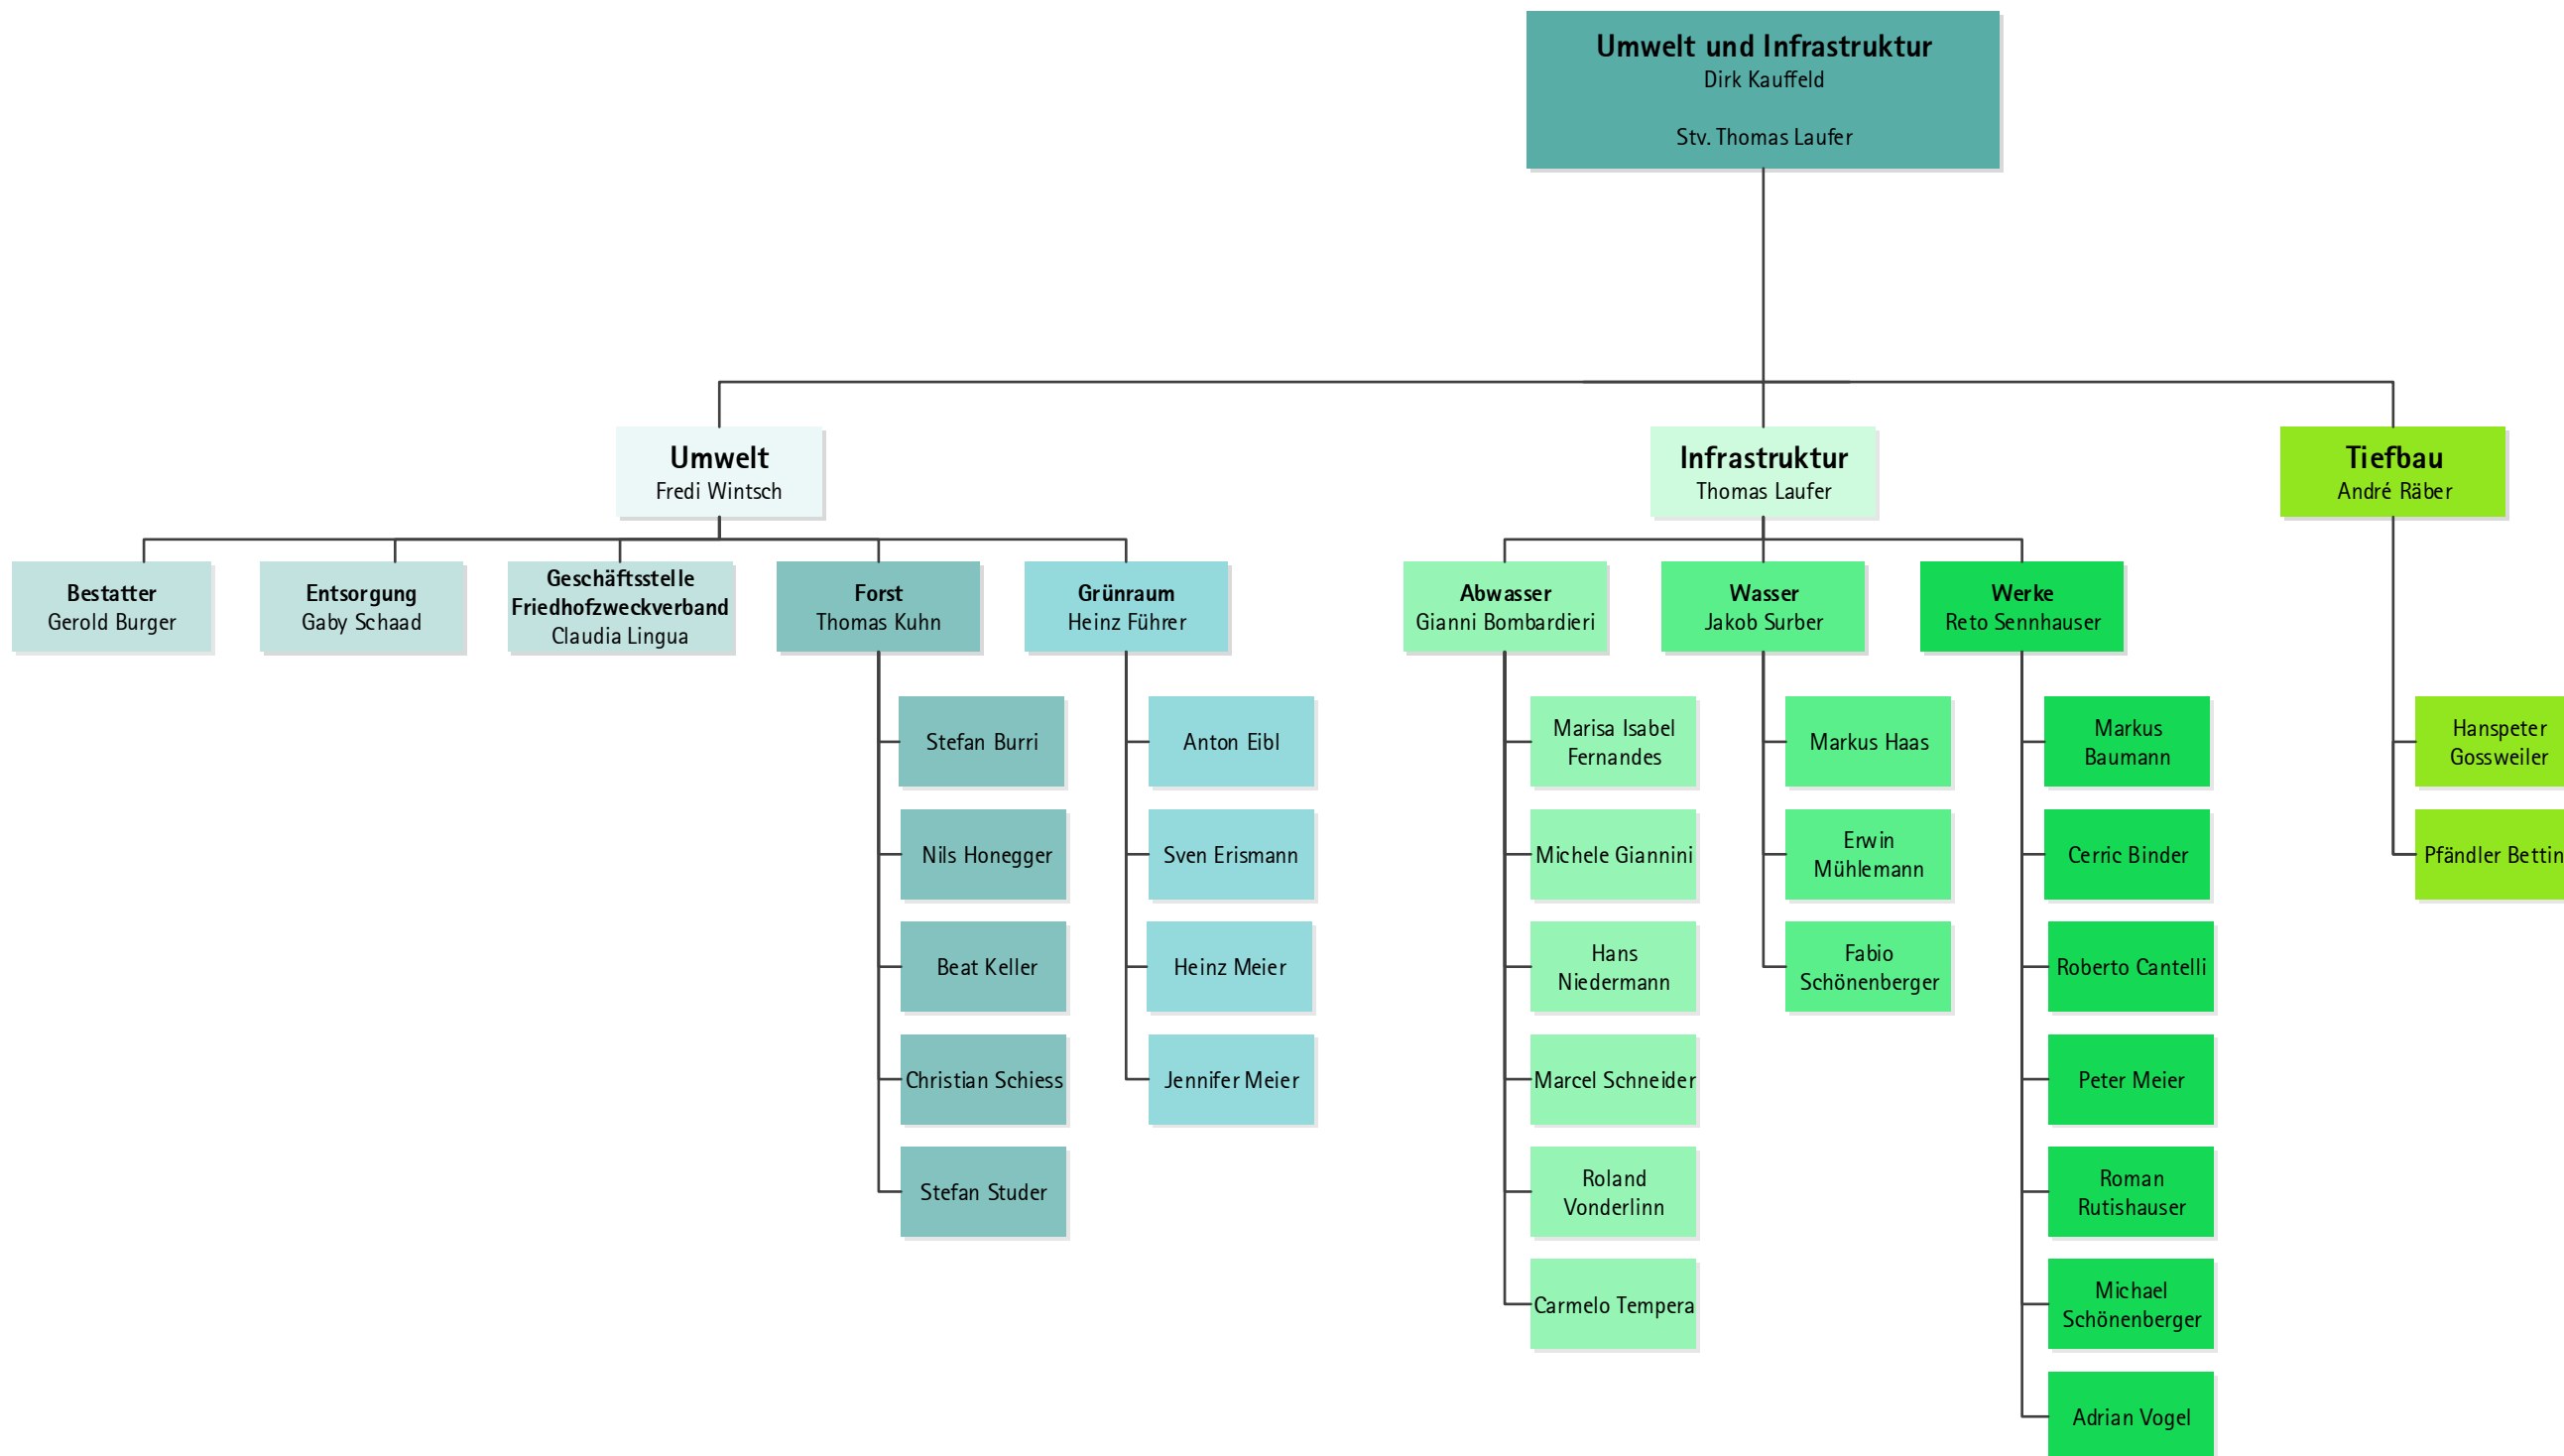 Umwelt und Infrastruktur
Dirk Kauffeld
Stv. Thomas Laufer
Umwelt
Fredi Wintsch
Infrastruktur
Thomas Laufer
Tiefbau
André Räber
Bestatter
Gerold Burger
Entsorgung
Gaby Schaad
Geschäftsstelle
Friedhofzweckverband
Claudia Lingua
Forst
Thomas Kuhn
Grünraum
Heinz Führer
Abwasser
Gianni Bombardieri
Wasser
Jakob Surber
Werke
Reto Sennhauser
Stefan Burri
Nils Honegger
Beat Keller
Christian Schiess
Stefan Studer
Anton Eibl
Sven Erismann
Heinz Meier
Jennifer Meier
Marisa Isabel
Fernandes
Michele Giannini
Hans
Niedermann
Marcel Schneider
Roland
Vonderlinn
Carmelo Tempera
Markus Haas
Erwin
Mühlemann
Fabio
Schönenberger
Markus
Baumann
Cerric Binder
Roberto Cantelli
Peter Meier
Roman
Rutishauser
Michael
Schönenberger
Adrian Vogel
Hanspeter
Gossweiler
Pfändler Bettin